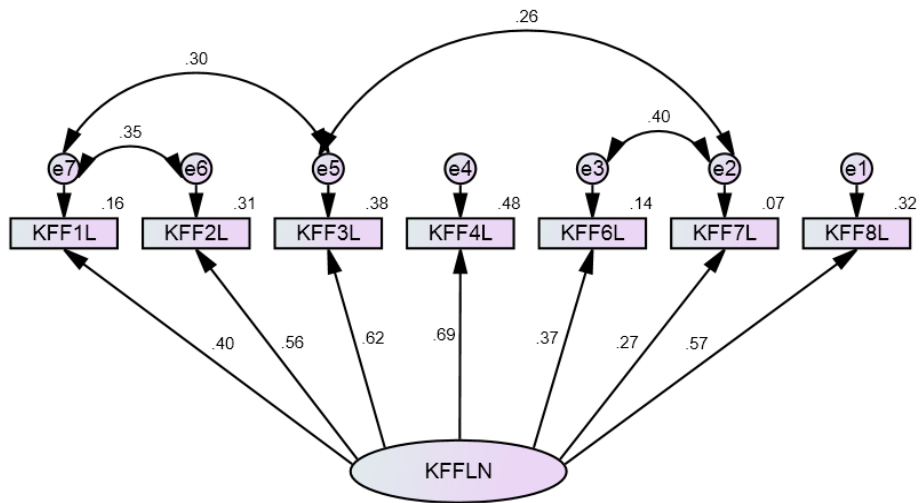 .26
.30
.40
.35
e7 e6 e5 e4 e3 e2 e1
.16 .31 .38 .48 .14 .07 .32
KFF1L KFF2L KFF3L KFF4L KFF6L KFF7L KFF8L
.40 .56 .62 .69 .37 .27 .57
KFFLN